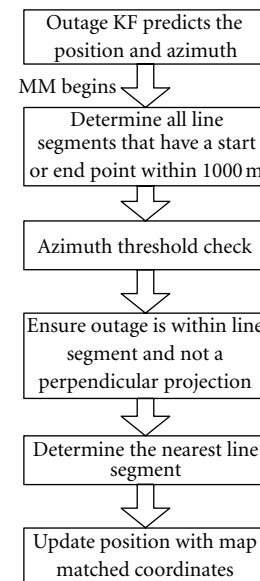 Outage KF predicts the
position and azimuth
MM begins
Determine all line
segments that have a start
or end point within 1000 m
Azimuth threshold check
Ensure outage is within line
segment and not a
perpendicular projection
Determine the nearest line
segment
Update position with map
matched coordinates